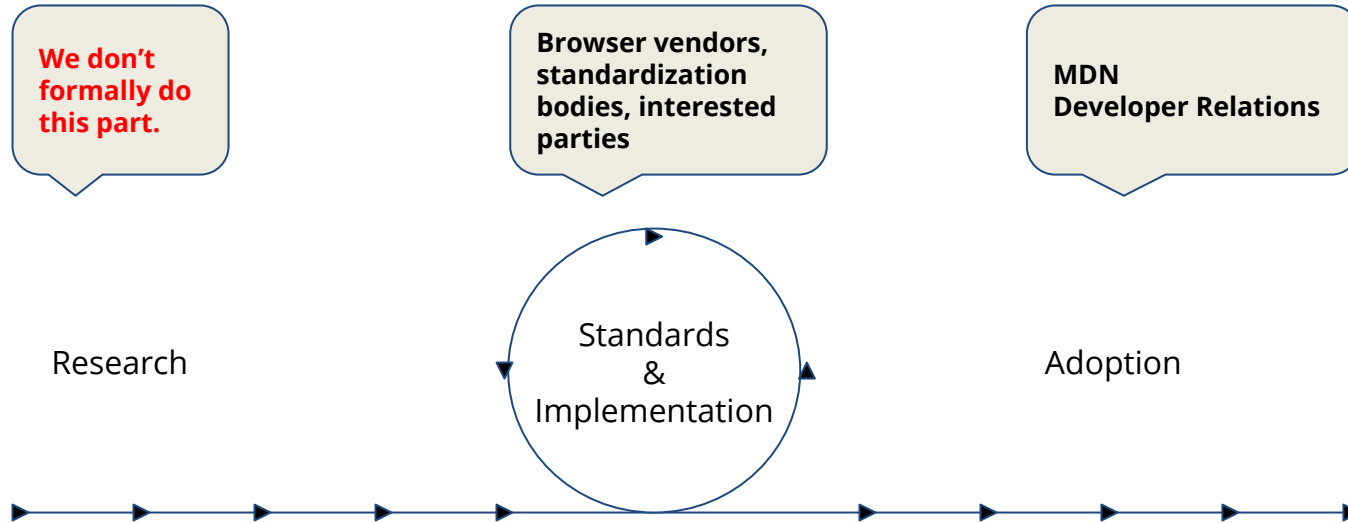 We don’t
formally do
this part.
Browser vendors,
standardization
bodies, interested
parties
MDN
Developer Relations
Research
Standards
&
Implementation
Adoption